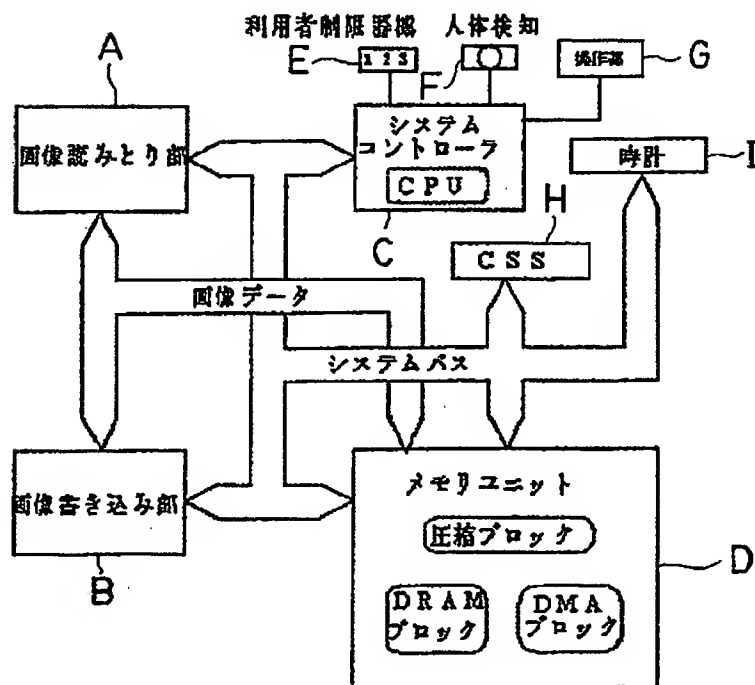 利用者制限器機 人体検知
A
E
1 2 3
F
操作部
G
画像読みとり部
システム
コントローラ
CPU
時計
I
C
H
CSS
画像データ
システムバス
画像書き込み部
メモリユニット
圧縮ブロック
D
B
DRAM
ブロック
DMA
ブロック